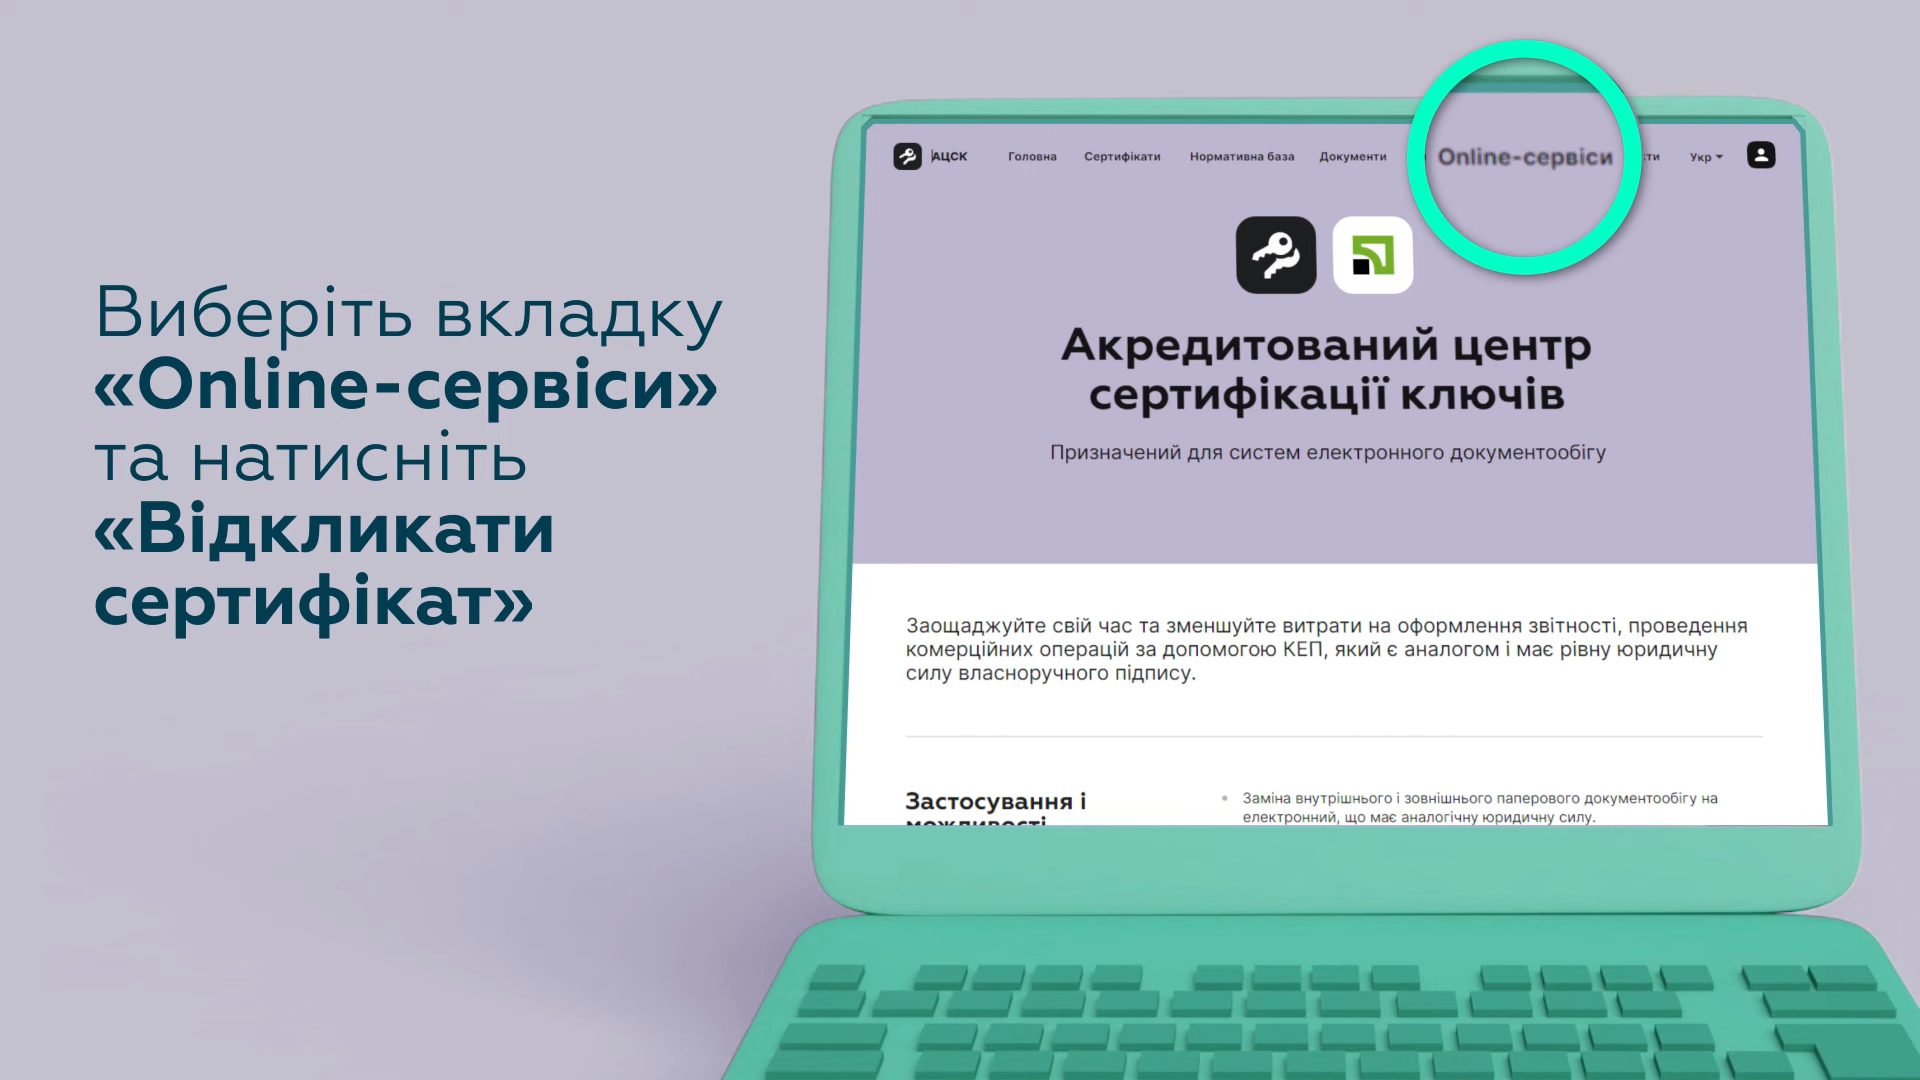 Виберіть вкладку
«Online-сервіси»
та натисніть
«Відкликати
сертифікат»
АЦСК
Головна
Сертифікати
Нормативна база
Документи
Online-сервіси
Укр
Акредитований центр
сертифікації ключів
Призначений для систем електронного документообігу
Заощаджуйте свій час та зменшуйте витрати на оформлення звітності, проведення
комерційних операцій за допомогою КЕП, який є аналогом і має рівну юридичну
силу власноручного підпису.
Застосування і
можливості
Заміна внутрішнього і зовнішнього паперового документообігу на
електронний, що має аналогічну юридичну силу.